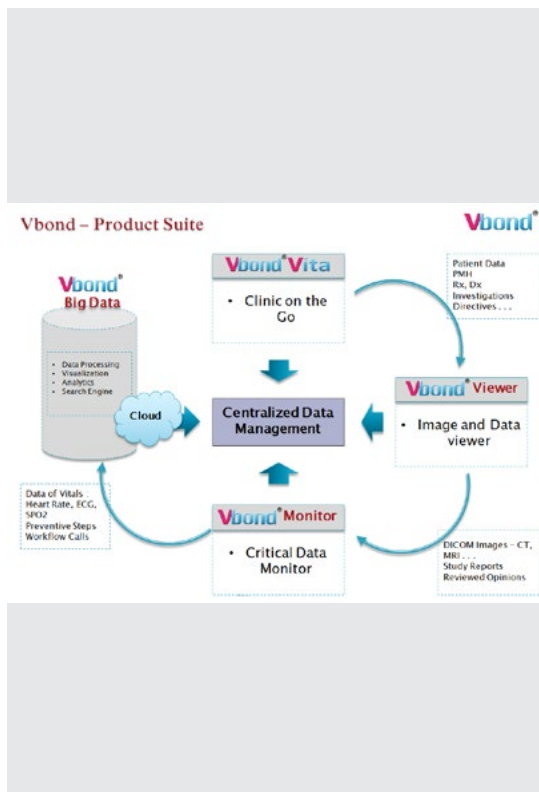 Vbond – Product Suite
Vbond®
Vbond®
Big Data
• Data Processing
• Visualization
• Analytics
• Search Engine
Cloud
Vbond® Vita
• Clinic on the
Go
Patient Data
PMH
Rx, Dx
Investigations
Directives . . .
Centralized Data
Management
Vbond® Viewer
• Image and Data
viewer
Data of Vitals :
Heart Rate, ECG,
SPO2
Preventive Steps
Workflow Calls
Vbond® Monitor
• Critical Data
Monitor
DICOM Images – CT,
MRI . . .
Study Reports
Reviewed Opinions